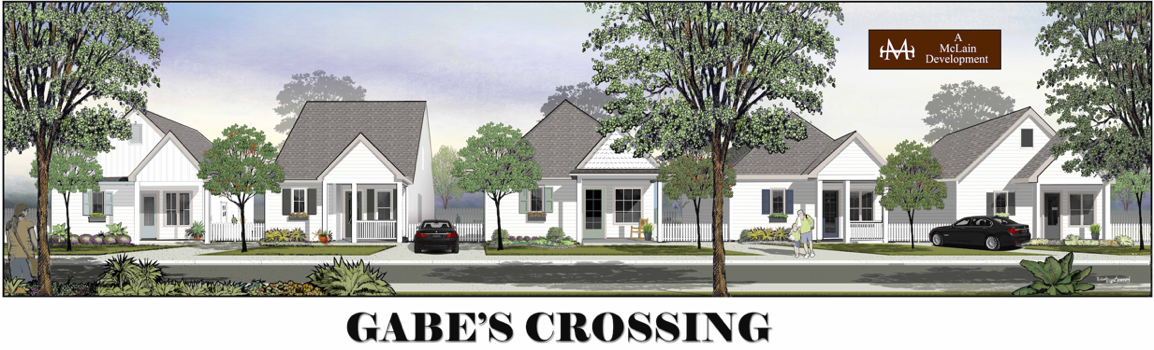 A
McLain
Development
GABE'S CROSSING